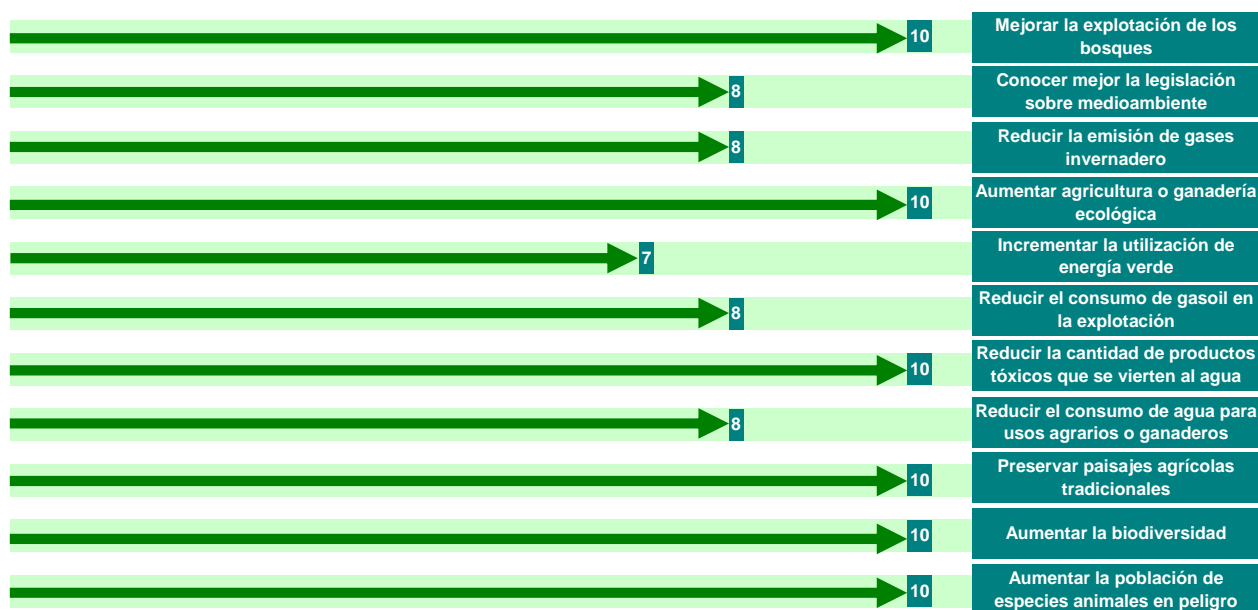 10
Mejorar la explotación de los
bosques
8
Conocer mejor la legislación
sobre medioambiente
8
Reducir la emisión de gases
invernadero
10
Aumentar agricultura o ganadería
ecológica
7
Incrementar la utilización de
energía verde
8
Reducir el consumo de gasoil en
la explotación
10
Reducir la cantidad de productos
tóxicos que se vierten al agua
8
Reducir el consumo de agua para
usos agrarios o ganaderos
10
Preservar paisajes agrícolas
tradicionales
10
Aumentar la biodiversidad
10
Aumentar la población de
especies animales en peligro